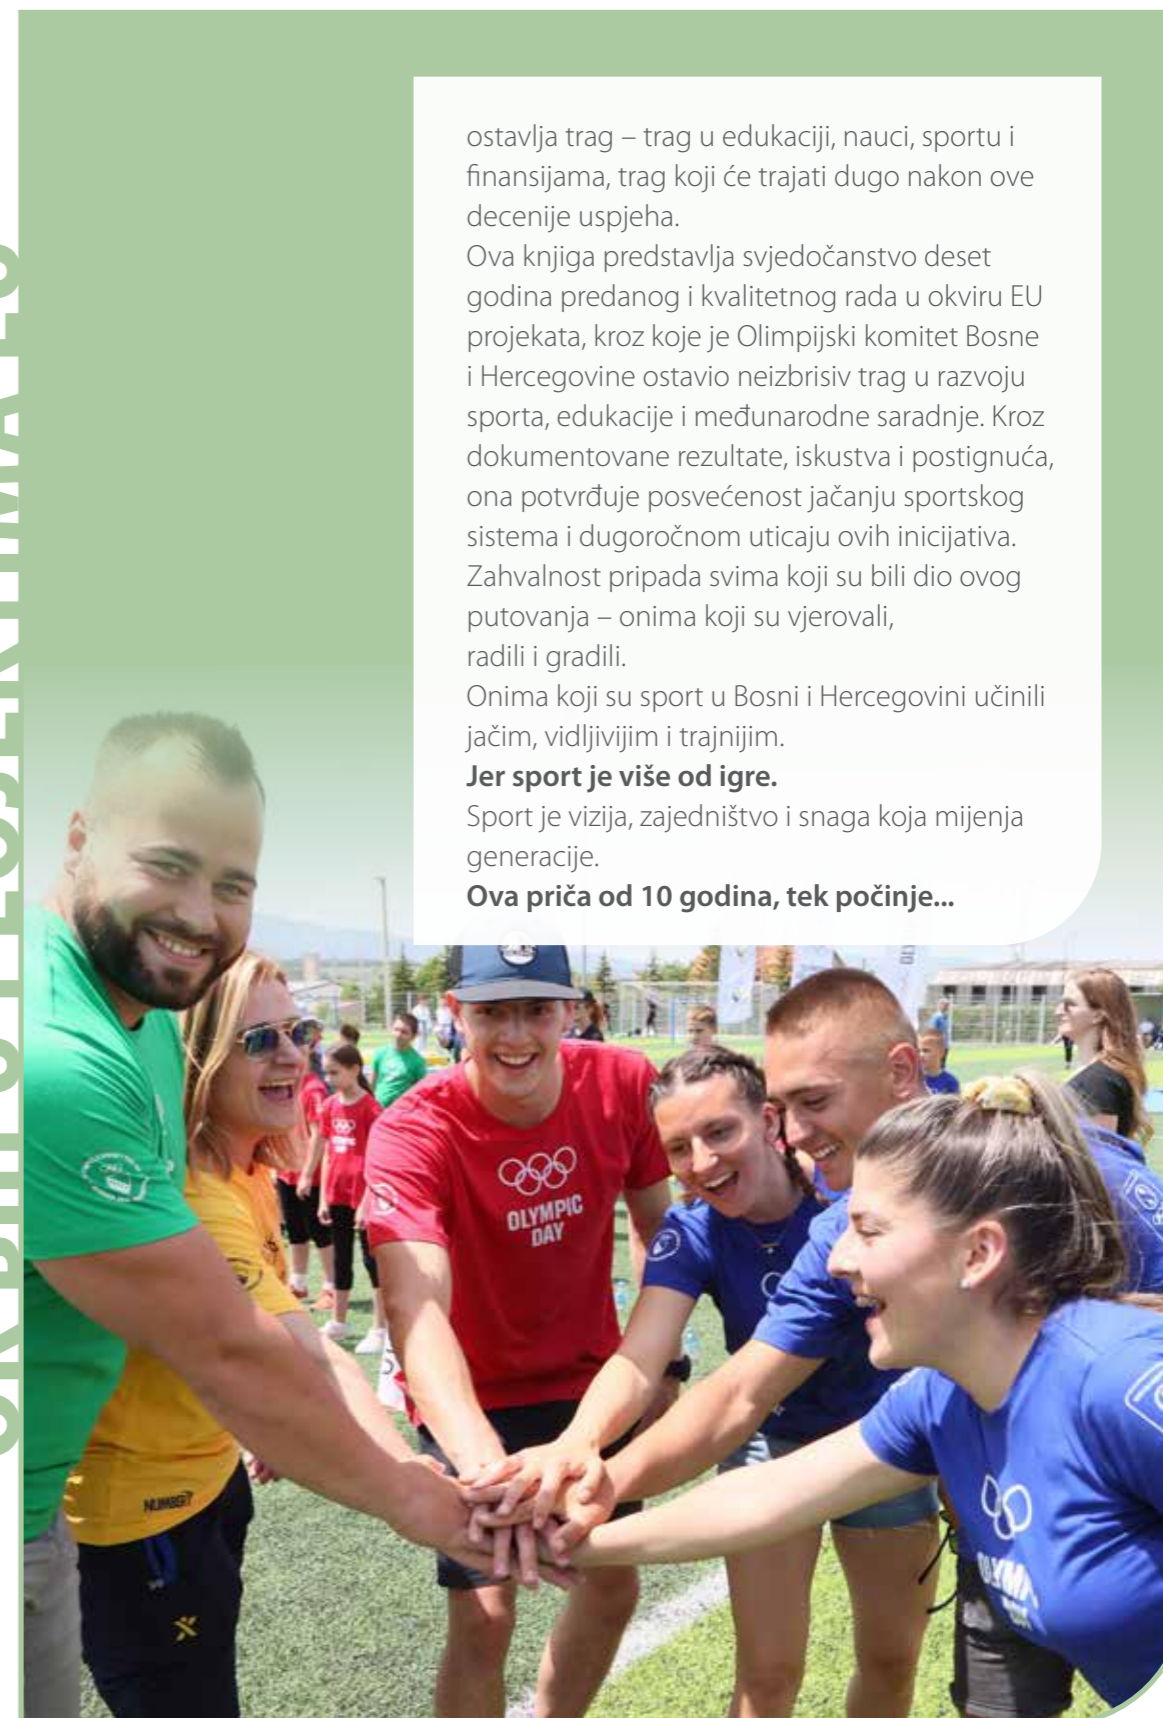 ostavlja trag – trag u edukaciji, nauci, sportu i
finansijama, trag koji će trajati dugo nakon ove
decenije uspjeha.
Ova knjiga predstavlja svjedočanstvo deset
godina predanog i kvalitetnog rada u okviru EU
projekata, kroz koje je Olimpijski komitet Bosne
i Hercegovine ostavio neizbrisiv trag u razvoju
sporta, edukacije i međunarodne saradnje. Kroz
dokumentovane rezultate, iskustva i postignuća,
ona potvrđuje posvećenost jačanju sportskog
sistema i dugoročnom uticaju ovih inicijativa.
Zahvalnost pripada svima koji su bili dio ovog
putovanja – onima koji su vjerovali,
radili i gradili.
Onima koji su sport u Bosni i Hercegovini učinili
jačim, vidljivijim i trajnijim.
Jer sport je više od igre.
Sport je vizija, zajedništvo i snaga koja mijenja
generacije.
Ova priča od 10 godina, tek počinje...
OLYMPIC
DAY